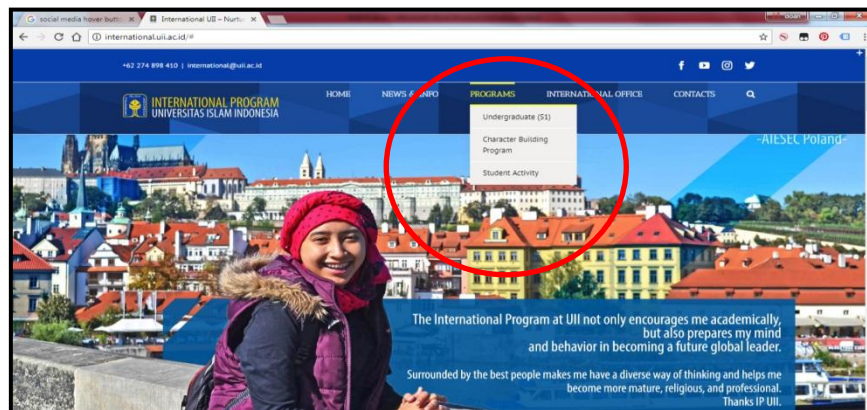 social media hover butto
International UII – Nurtu
international.uii.ac.id/#
+62 274 898 410 | international@uii.ac.id
INTERNATIONAL PROGRAM
UNIVERSITAS ISLAM INDONESIA
HOME NEWS & INFO PROGRAMS INTERNATIONAL OFFICE CONTACTS
Undergraduate (S1)
Character Building
Program
Student Activity
-AIESEC Poland-
The International Program at UII not only encourages me academically,
but also prepares my mind
and behavior in becoming a future global leader.
Surrounded by the best people makes me have a diverse way of thinking and helps me
become more mature, religious, and professional.
Thanks IP UII.